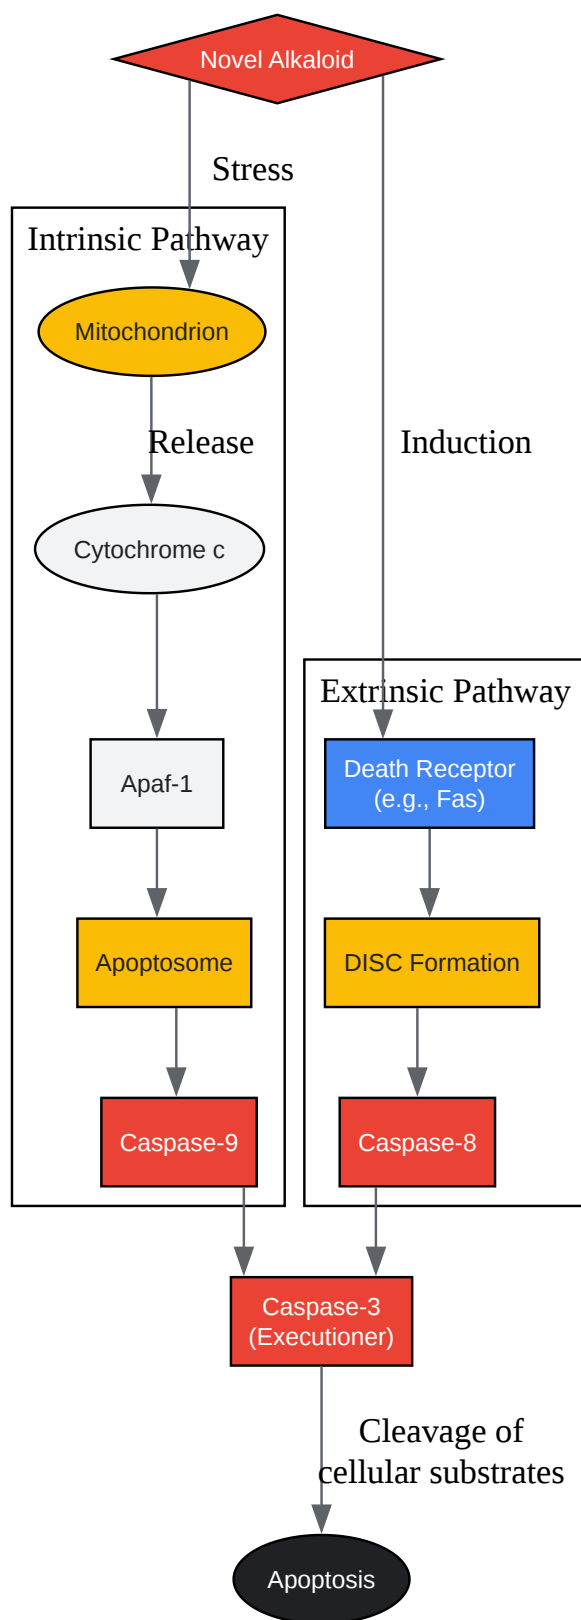 Novel Alkaloid
Stress
Intrinsic Pathway
Mitochondrion
Release
Induction
Cytochrome c
Extrinsic Pathway
Apaf-1
Death Receptor
(e.g., Fas)
Apoptosome
DISC Formation
Caspase-9
Caspase-8
Caspase-3
(Executioner)
Cleavage of
cellular substrates
Apoptosis